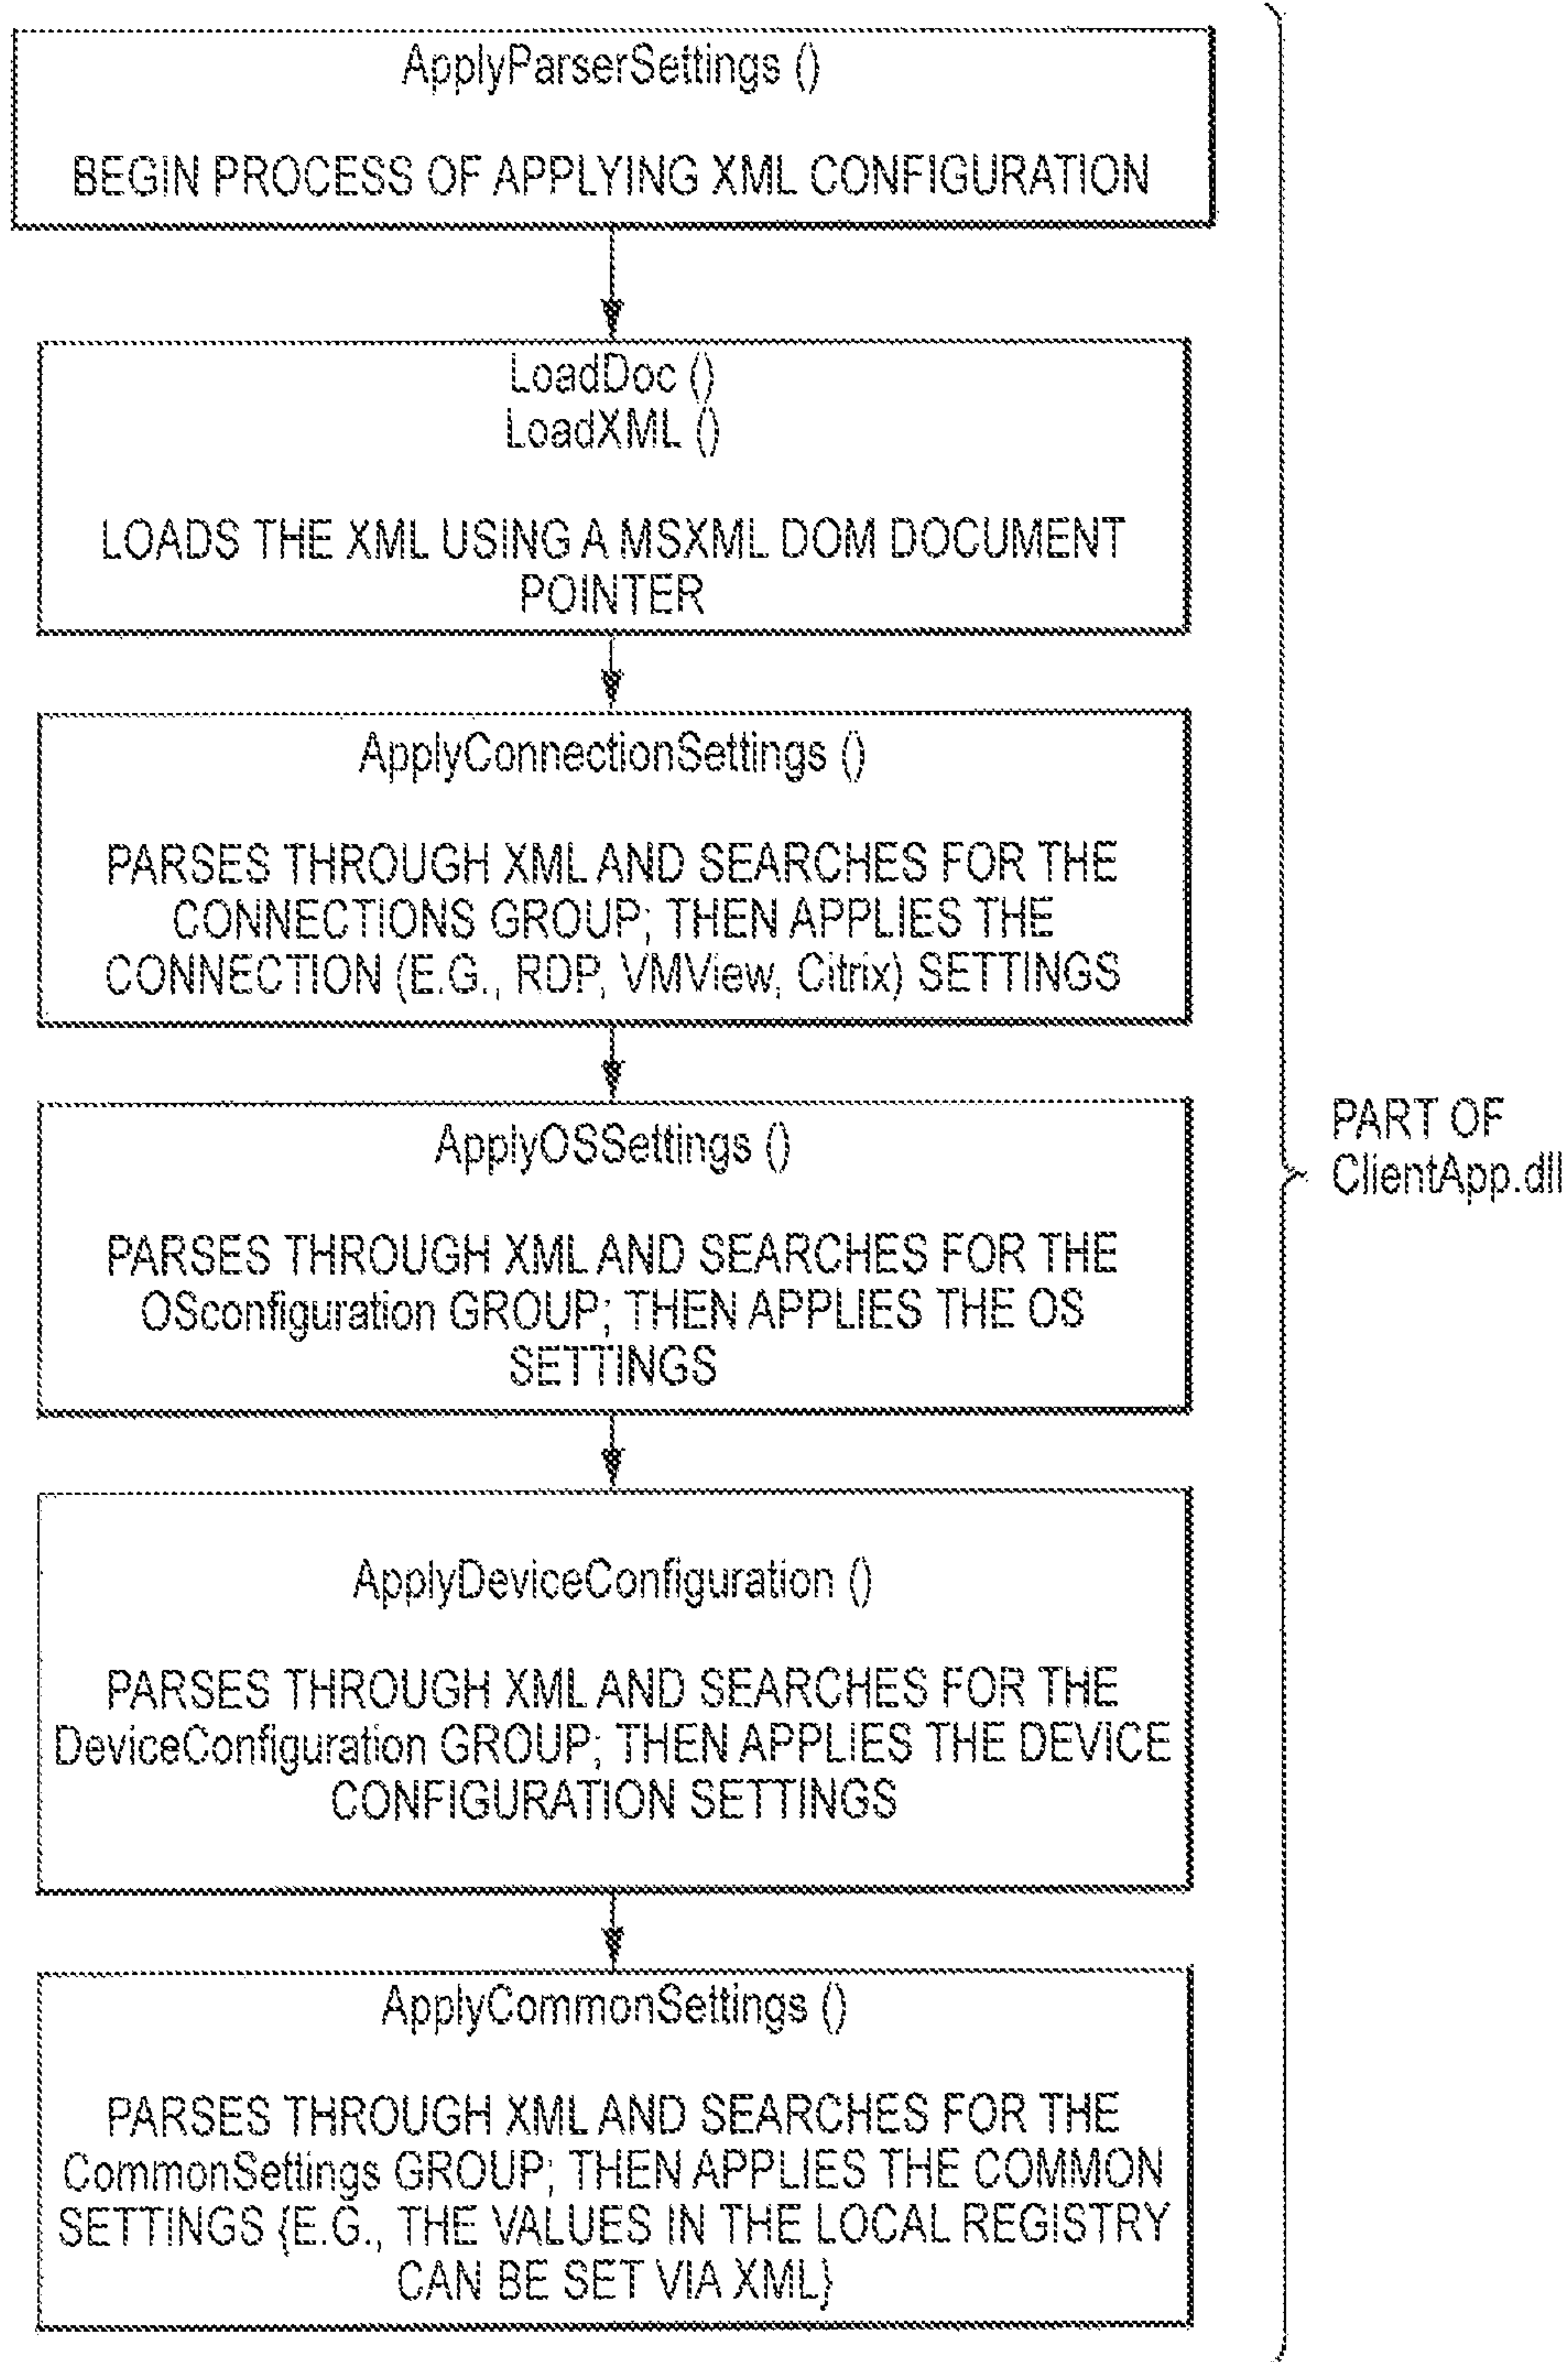 ApplyParserSettings ()
BEGIN PROCESS OF APPLYING XML CONFIGURATION
LoadDoc ()
LoadXML ()
LOADS THE XML USING A MSXML DOM DOCUMENT
POINTER
ApplyConnectionSettings ()
PARSES THROUGH XML AND SEARCHES FOR THE
CONNECTIONS GROUP; THEN APPLIES THE
CONNECTION (E.G., RDP, VMView, Citrix) SETTINGS
ApplyOSSettings ()
PARSES THROUGH XML AND SEARCHES FOR THE
OSconfiguration GROUP; THEN APPLIES THE OS
SETTINGS
ApplyDeviceConfiguration ()
PARSES THROUGH XML AND SEARCHES FOR THE
DeviceConfiguration GROUP; THEN APPLIES THE DEVICE
CONFIGURATION SETTINGS
ApplyCommonSettings ()
PARSES THROUGH XML AND SEARCHES FOR THE
CommonSettings GROUP; THEN APPLIES THE COMMON
SETTINGS {E.G., THE VALUES IN THE LOCAL REGISTRY
CAN BE SET VIA XML}
PART OF
ClientApp.dll